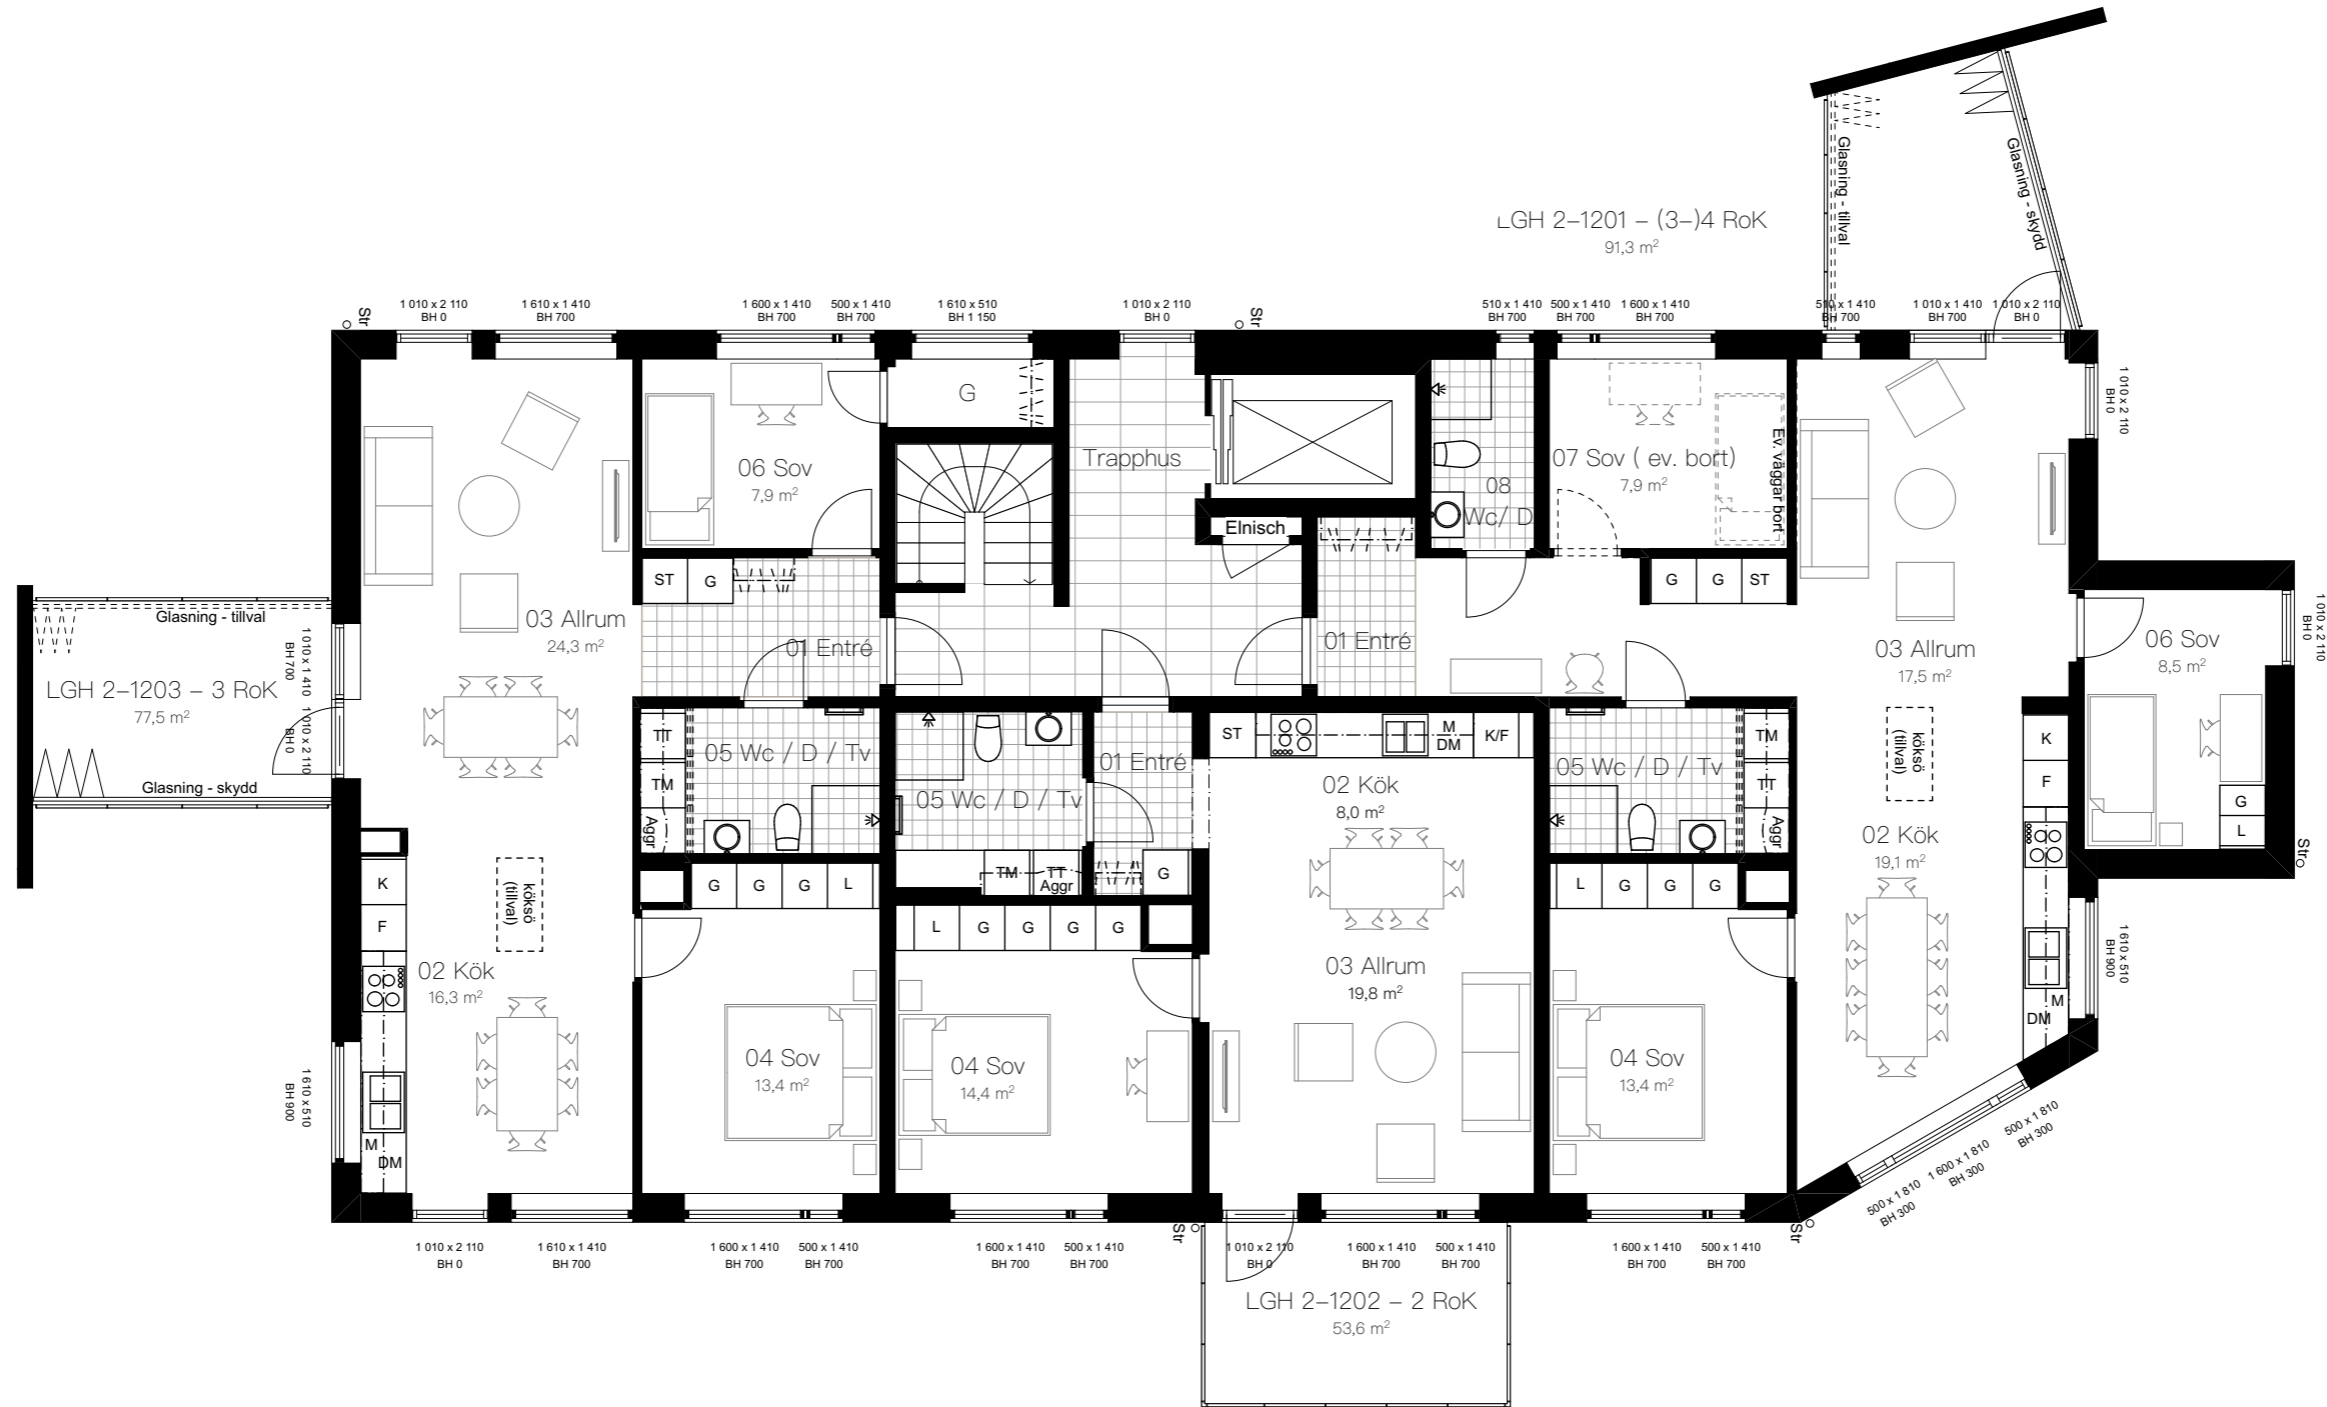 LGH 2-1201 - (3-)4 RoK
91,3 m²
Glasning - tillval
Glasning - skydd
Str
1 010 x 2 110
BH 0
1 610 x 1 410
BH 700
1 600 x 1 410
BH 700
500 x 1 410
BH 700
1 610 x 510
BH 1 150
1 010 x 2 110
BH 0
Str
510 x 1 410
BH 700
500 x 1 410
BH 700
1 600 x 1 410
BH 700
510 x 1 410
BH 700
1 010 x 1 410
1 010 x 2 110
BH 0
1 010 x 2 110
BH 0
G
06 Sov
7,9 m²
Trapphus
Elnisch
08
Wc/ D
07 Sov ( ev. bort)
7,9 m²
Ev. väggar bort
ST
G
G
G
ST
03 Allrum
24,3 m²
01 Entré
01 Entré
03 Allrum
17,5 m²
06 Sov
8,5 m²
1 010 x 2 110
BH 0
Glasning - tillval
LGH 2-1203 - 3 RoK
77,5 m²
Glasning - skydd
1 010 x 1 410
BH 700
1 010 x 2 110
BH 0
TT
TM
Aggr
05 Wc / D / Tv
05 Wc / D / Tv
TM
TT
Aggr
01 Entré
G
ST
M
DM
K/F
02 Kök
8,0 m²
05 Wc / D / Tv
TM
TT
Aggr
köksö
(tillval)
K
F
02 Kök
19,1 m²
G
L
Str
K
F
köksö
(tillval)
G
G
G
L
L
G
G
G
G
L
G
G
G
02 Kök
16,3 m²
03 Allrum
19,8 m²
M
DM
1 610 x 510
BH 900
04 Sov
13,4 m²
04 Sov
14,4 m²
04 Sov
13,4 m²
1 610 x 510
BH 900
M
DM
500 x 1 810
BH 300
1 600 x 1 810
BH 300
500 x 1 810
BH 300
1 010 x 2 110
BH 0
1 610 x 1 410
BH 700
1 600 x 1 410
BH 700
500 x 1 410
BH 700
1 600 x 1 410
BH 700
500 x 1 410
BH 700
Str
1 010 x 2 110
BH 0
1 600 x 1 410
BH 700
500 x 1 410
BH 700
1 600 x 1 410
BH 700
500 x 1 410
BH 700
Str
LGH 2-1202 - 2 RoK
53,6 m²